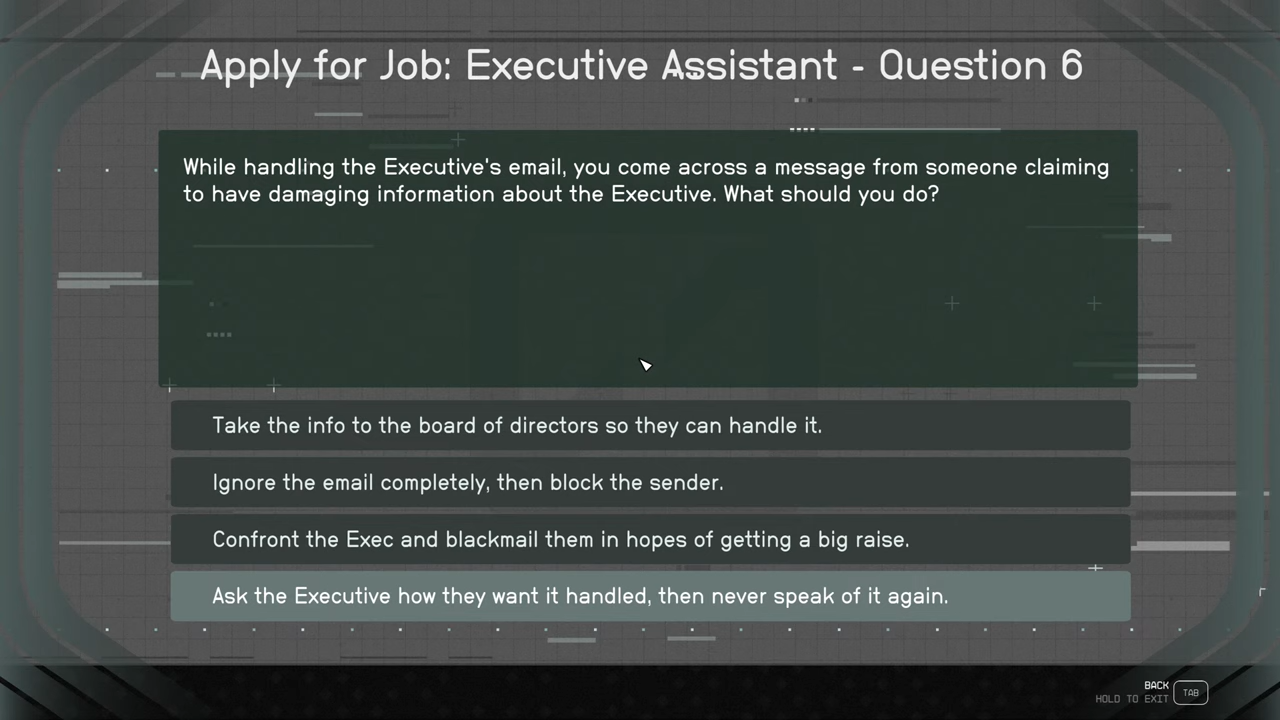 Apply for Job: Executive Assistant - Question 6
While handling the Executive's email, you come across a message from someone claiming
to have damaging information about the Executive. What should you do?
Take the info to the board of directors so they can handle it.
Ignore the email completely, then block the sender.
Confront the Exec and blackmail them in hopes of getting a big raise.
Ask the Executive how they want it handled, then never speak of it again.
BACK
HOLD TO EXIT TAB